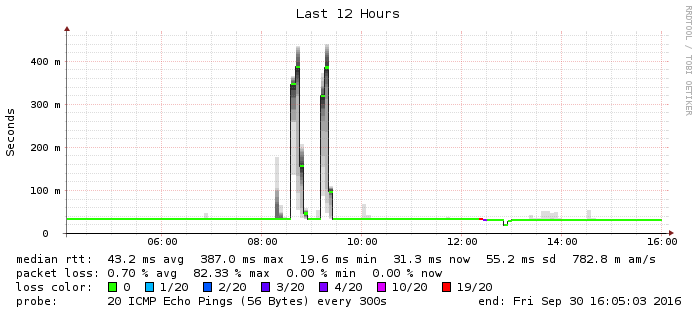 Last 12 Hours
RRDTOOL / TOBI OETIKER
Seconds
400 m
300 m
200 m
100 m
0
06:00 08:00 10:00 12:00 14:00 16:00
median rtt: 43.2 ms avg 387.0 ms max 19.6 ms min 31.3 ms now 55.2 ms sd 782.8 m am/s
packet loss: 0.70 % avg 82.33 % max 0.00 % min 0.00 % now
loss color: 0 1/20 2/20 3/20 4/20 10/20 19/20
probe: 20 ICMP Echo Pings (56 Bytes) every 300s end: Fri Sep 30 16:05:03 2016